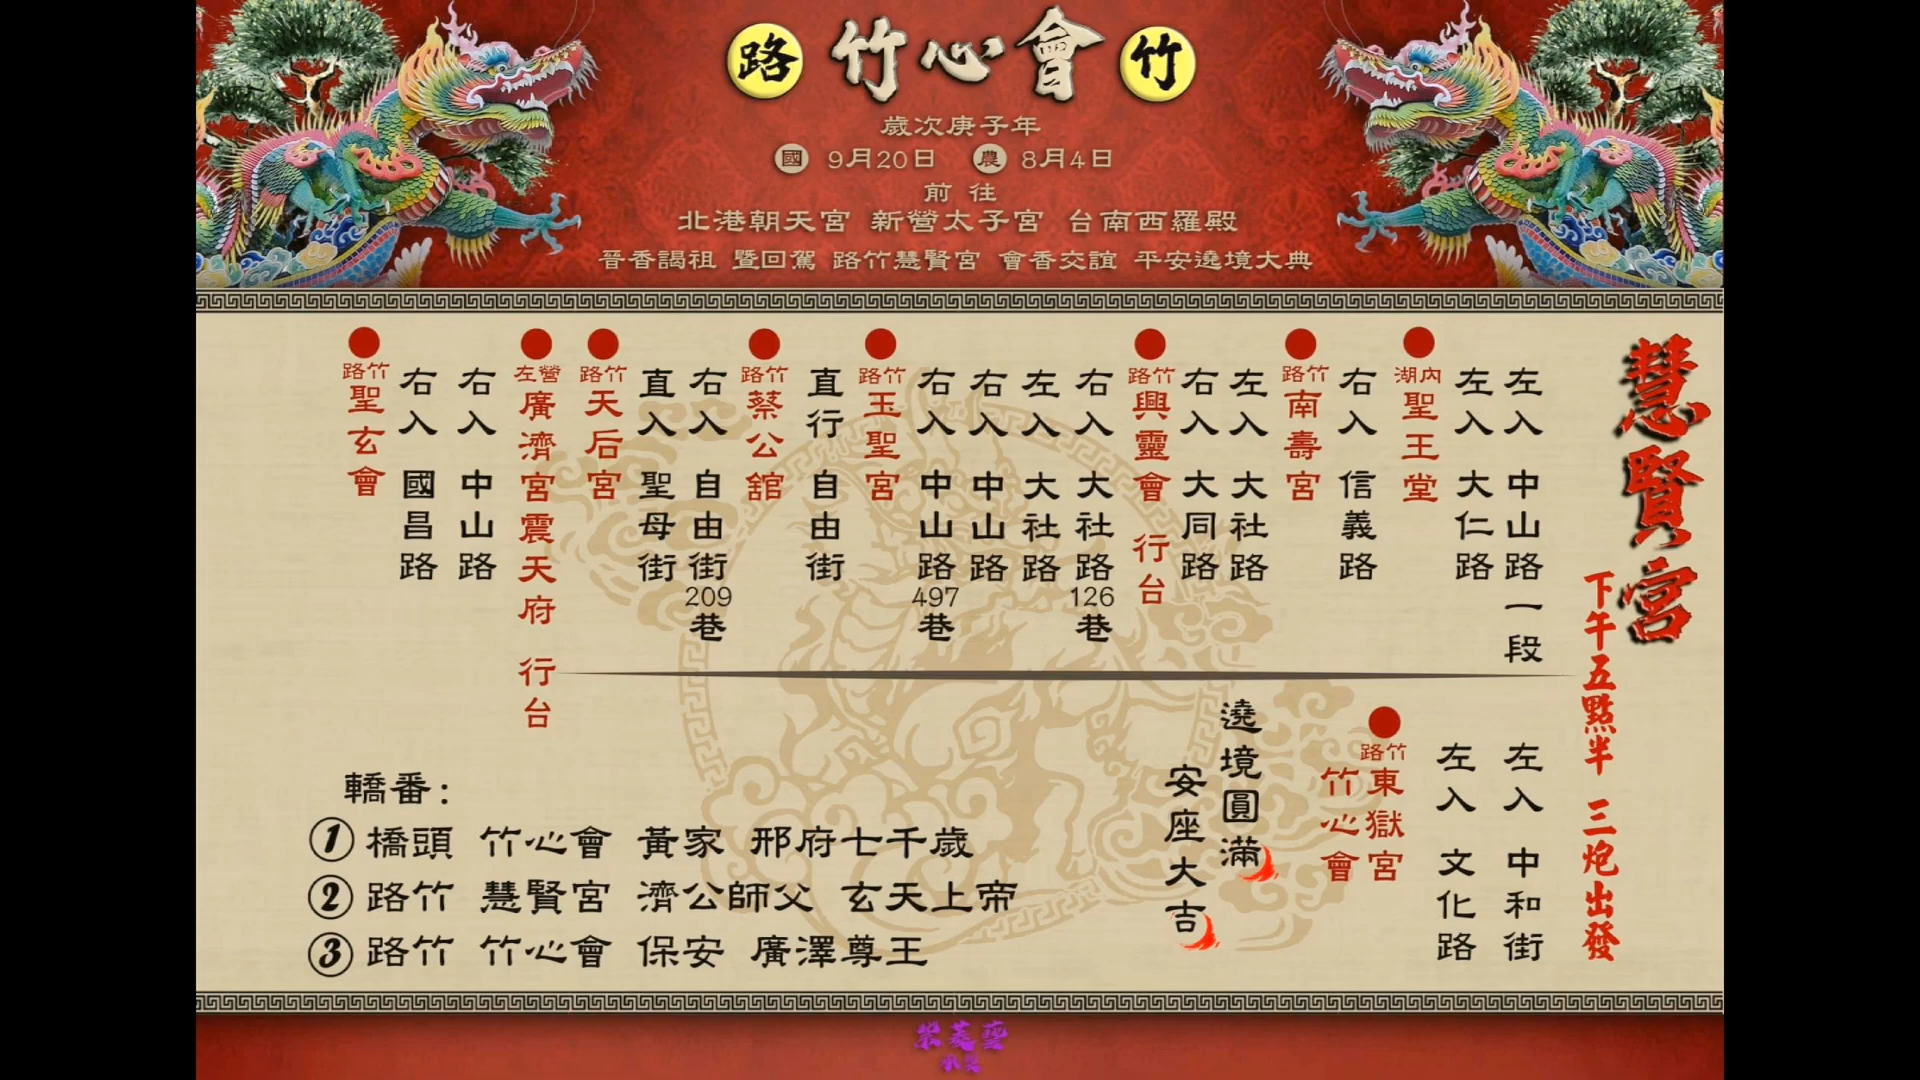 路 竹心會 竹
歲次庚子年
國 9月20日 農 8月4日
前往
北港朝天宮 新營太子宮 台南西羅殿
晉香謁祖 暨回駕 路竹慧賢宮 會香交誼 平安遶境大典
慧賢宮
下午五點半 三炮出發
左入 中山路一段
左入 大仁路
湖內 聖王堂
右入 信義路
路竹 南壽宮
左入 大社路
右入 大同路
路竹 興靈會 行台
右入 大社路126巷
左入 大社路
右入 中山路
右入 中山路497巷
路竹 玉聖宮
直行 自由街
路竹 蔡公舘
右入 自由街209巷
直入 聖母街
路竹 天后宮
左營 廣濟宮震天府 行台
右入 中山路
右入 國昌路
路竹 聖玄會
左入 中和街
左入 文化路
路竹 東獄宮
竹心會
遶境圓滿
安座大吉
轎番：
① 橋頭 竹心會 黃家 邢府七千歲
② 路竹 慧賢宮 濟公師父 玄天上帝
③ 路竹 竹心會 保安 廣澤尊王